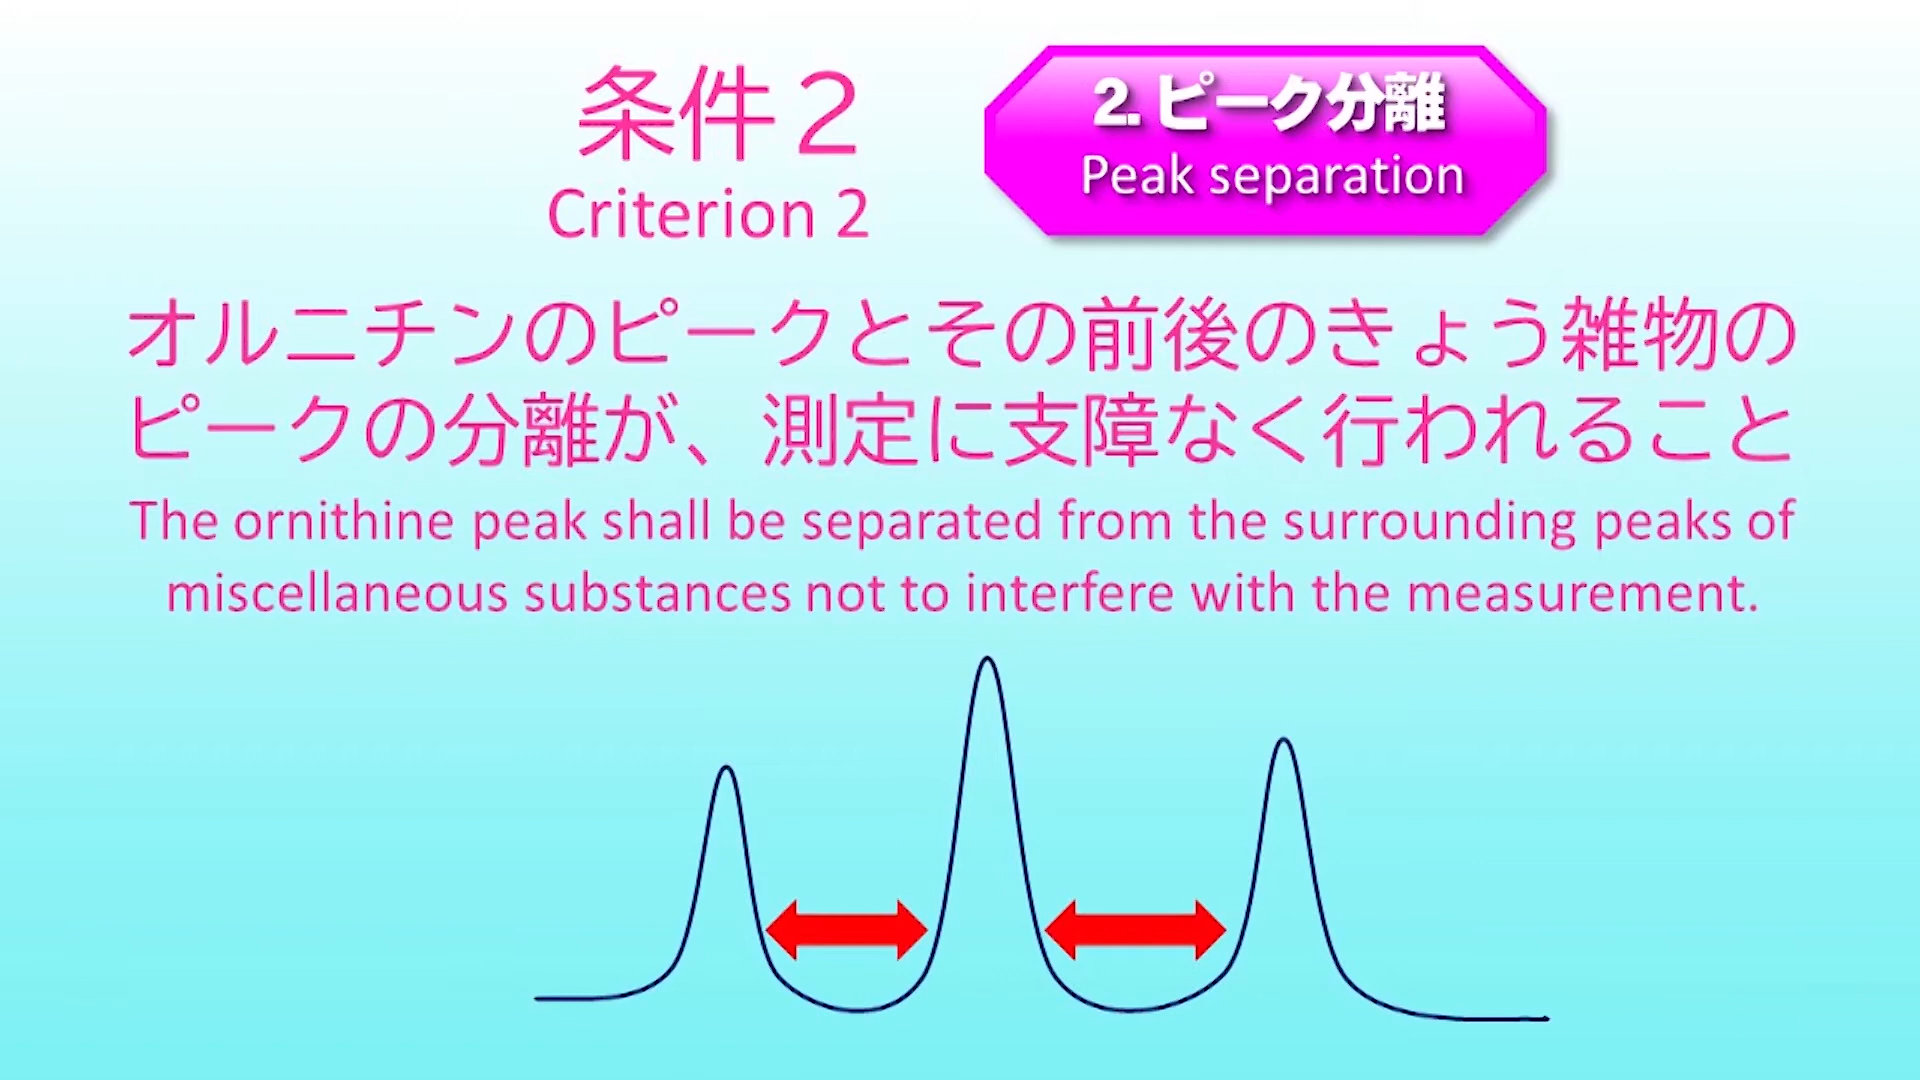 条件２
Criterion 2
2. ピーク分離
Peak separation
オルニチンのピークとその前後のきょう雑物の
ピークの分離が、測定に支障なく行われること
The ornithine peak shall be separated from the surrounding peaks of
miscellaneous substances not to interfere with the measurement.